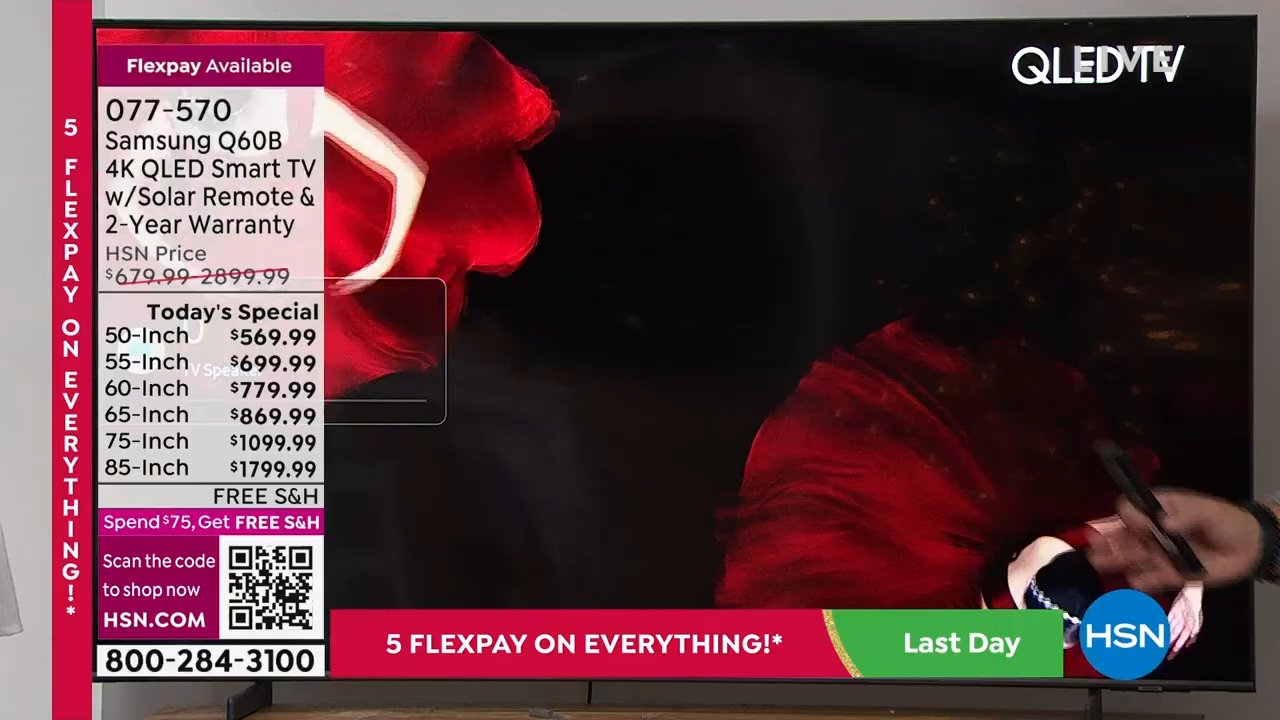 5 FLEXPAY ON EVERYTHING!*
Flexpay Available
077-570
Samsung Q60B
4K QLED Smart TV
w/Solar Remote &
2-Year Warranty
HSN Price
$679.99-2899.99
Today's Special
50-Inch $569.99
55-Inch $699.99
60-Inch $779.99
65-Inch $869.99
75-Inch $1099.99
85-Inch $1799.99
FREE S&H
Spend $75, Get FREE S&H
Scan the code
to shop now
HSN.COM
800-284-3100
QLED TV
LIVE
TV Speaker
0
5 FLEXPAY ON EVERYTHING!*
Last Day
HSN